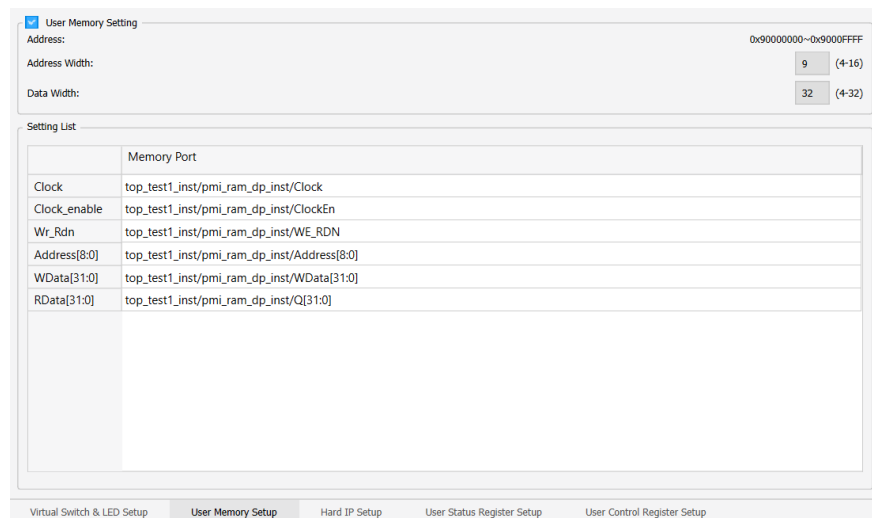 User Memory Setting
Address: 0x90000000~0x9000FFFF
Address Width: 9 (4-16)
Data Width: 32 (4-32)
Setting List
Memory Port
Clock top_test1_inst/pmi_ram_dp_inst/Clock
Clock_enable top_test1_inst/pmi_ram_dp_inst/ClockEn
Wr_Rdn top_test1_inst/pmi_ram_dp_inst/WE_RDN
Address[8:0] top_test1_inst/pmi_ram_dp_inst/Address[8:0]
WData[31:0] top_test1_inst/pmi_ram_dp_inst/WData[31:0]
RData[31:0] top_test1_inst/pmi_ram_dp_inst/Q[31:0]
Virtual Switch & LED Setup User Memory Setup Hard IP Setup User Status Register Setup User Control Register Setup